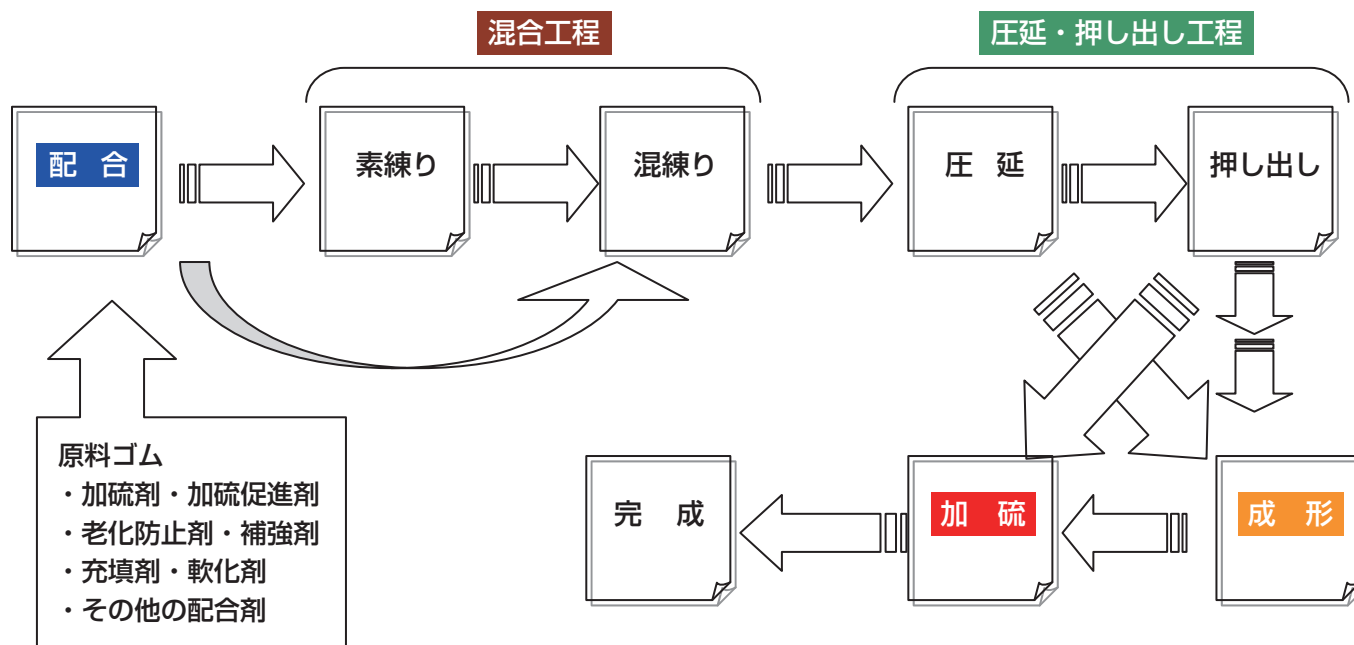 混合工程
圧延・押し出し工程
配　合
素練り
混練り
圧　延
押し出し
原料ゴム
・加硫剤・加硫促進剤
・老化防止剤・補強剤
・充填剤・軟化剤
・その他の配合剤
完　成
加　硫
成　形